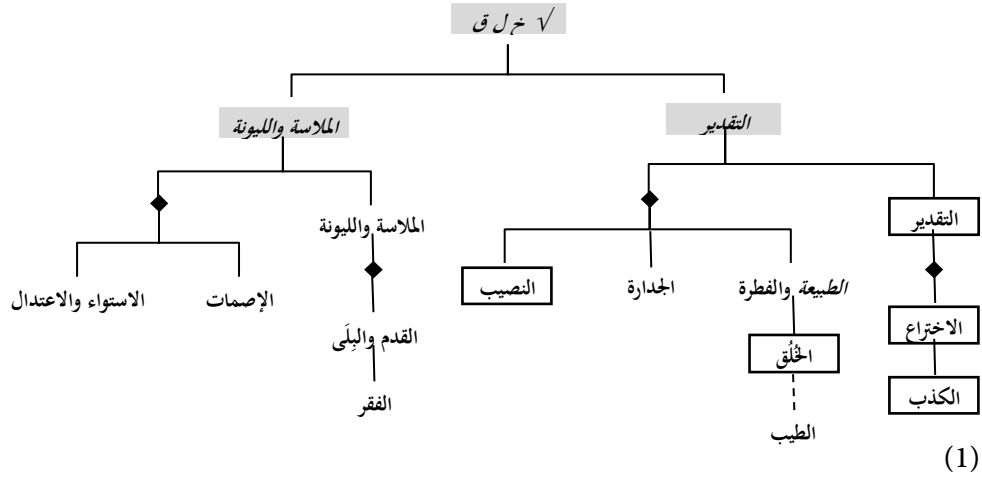 √ خ ل ق
التقدير
الملاسة والليونة
التقدير
الملاسة والليونة
الطبيعة والفطرة
الجدارة
النصيب
الإصمات
الاستواء والاعتدال
الاختراع
القدم والبِلَى
الخُلُق
الكذب
الفقر
الطيب
(1)